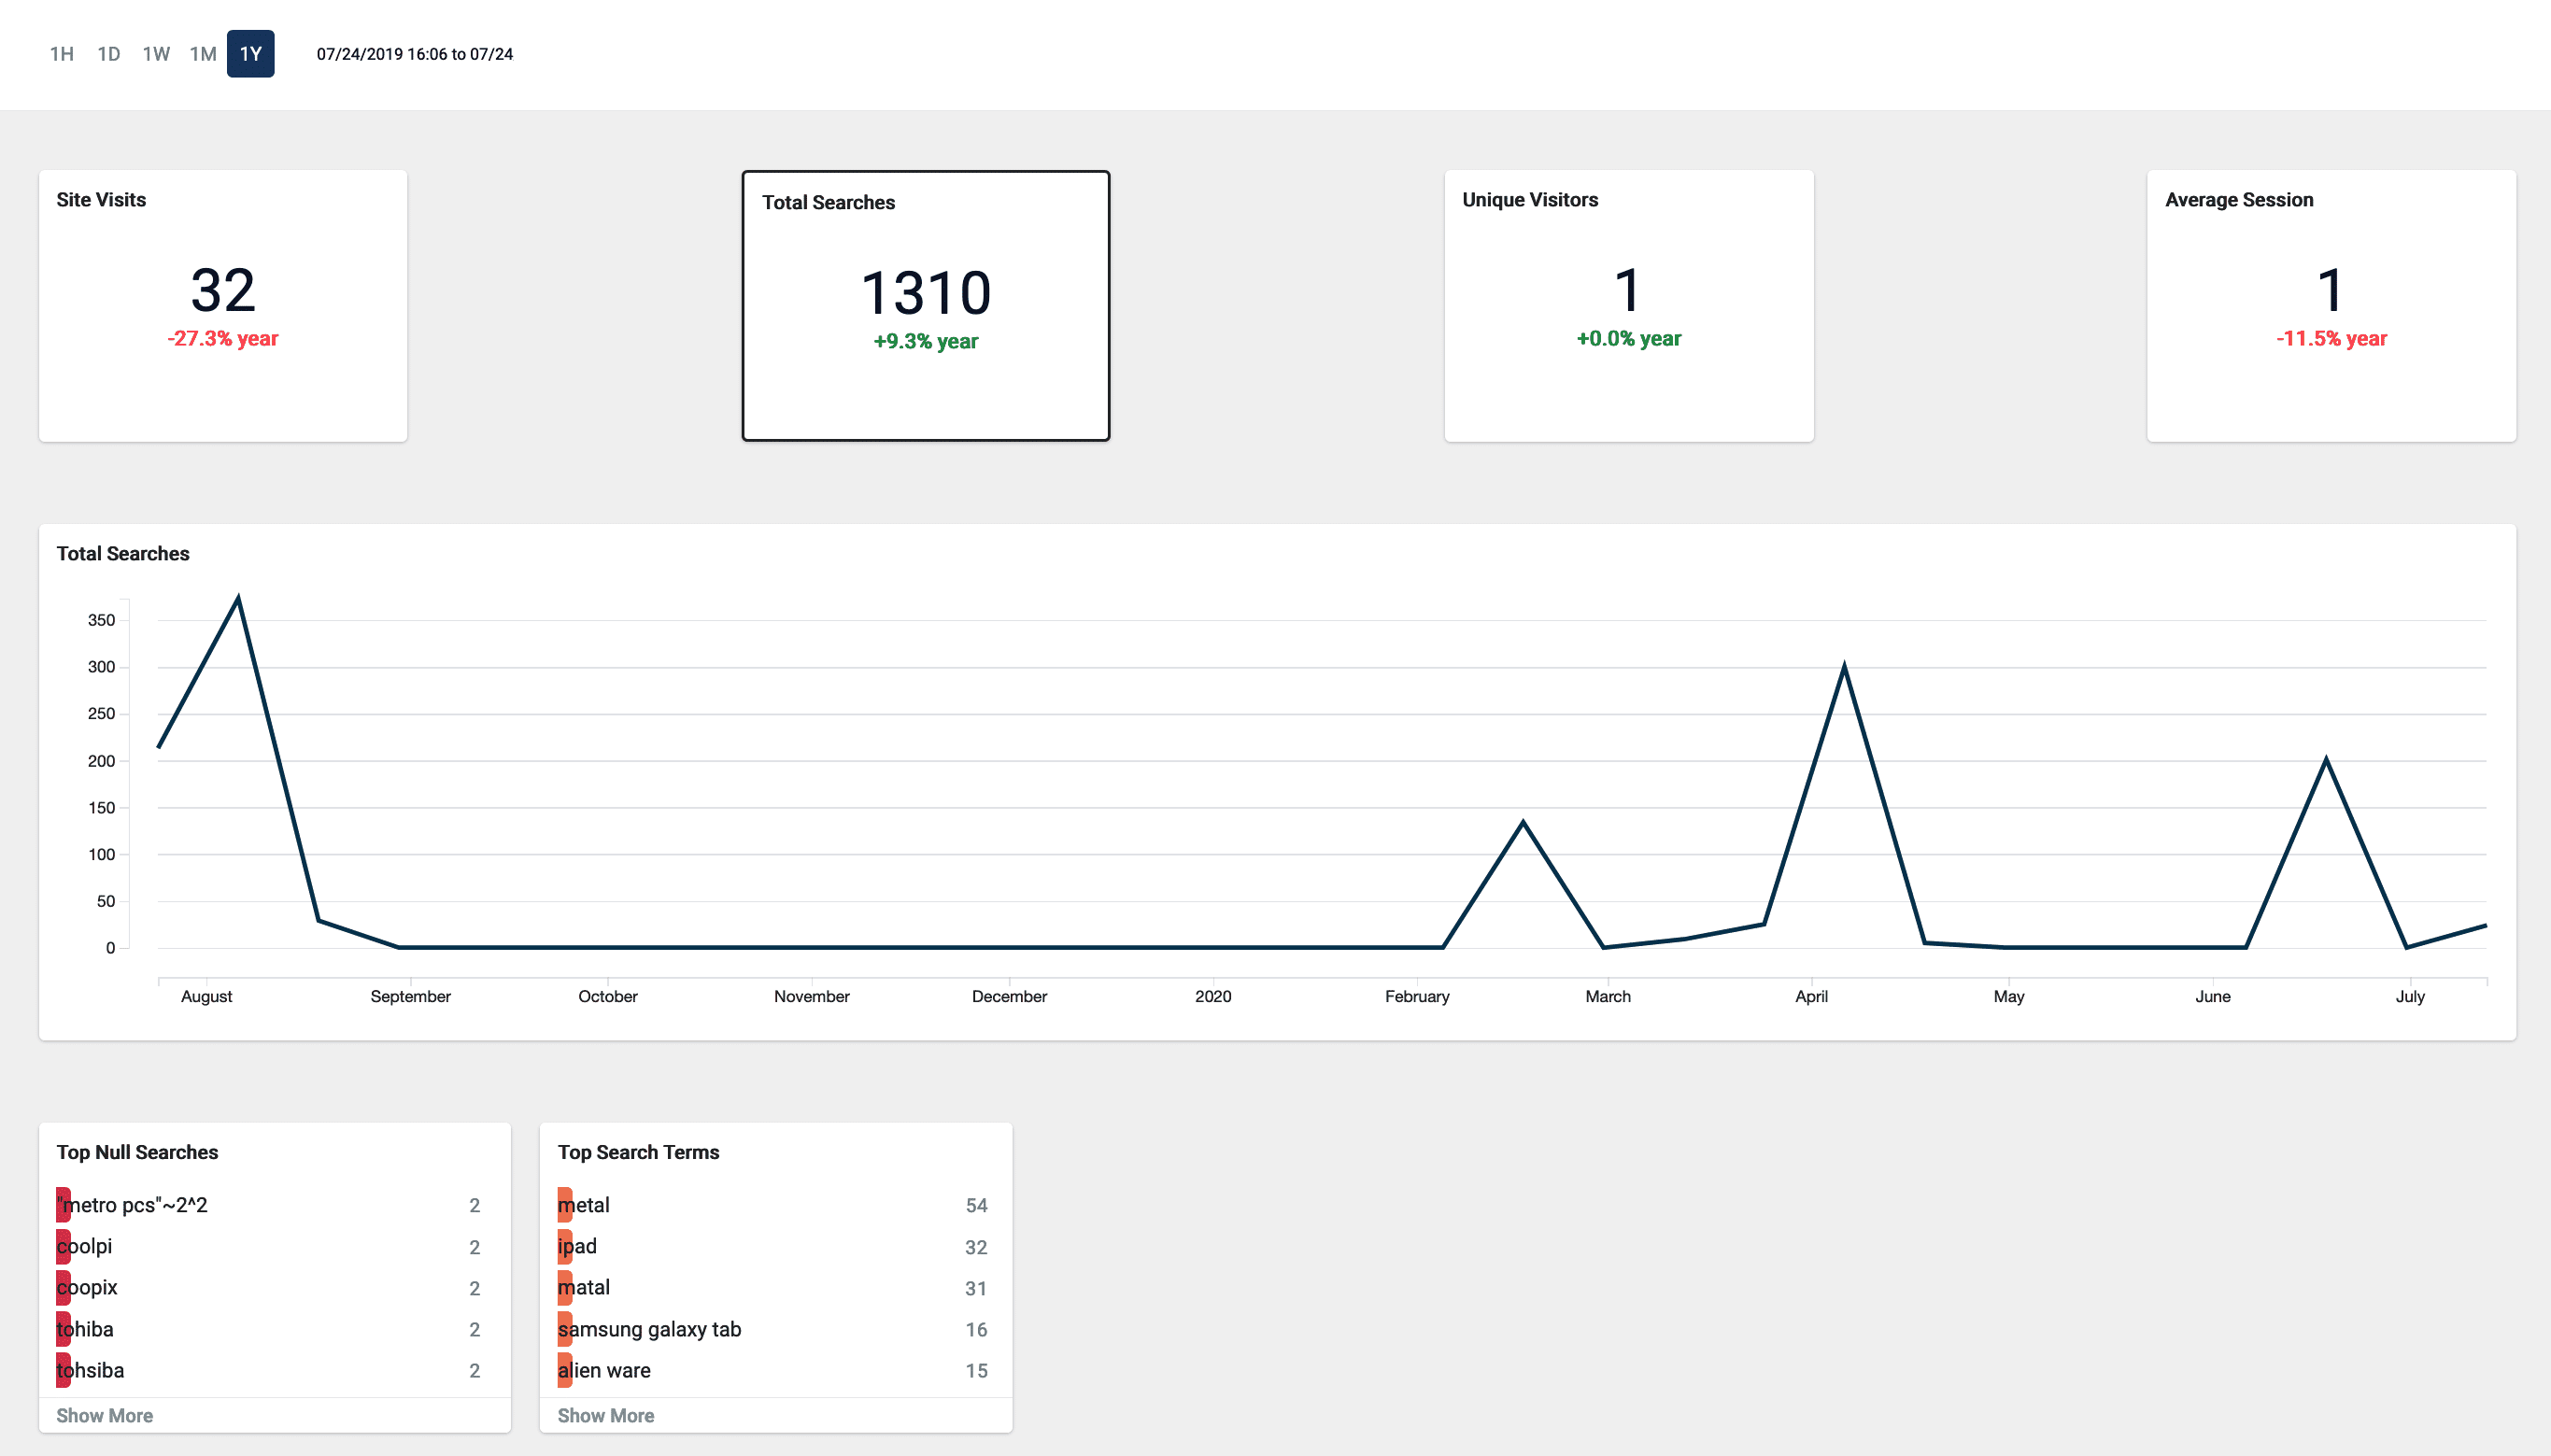 1H 1D 1W 1M 1Y 07/24/2019 16:06 to 07/24
Site Visits
32
-27.3% year
Total Searches
1310
+9.3% year
Unique Visitors
1
+0.0% year
Average Session
1
-11.5% year
Total Searches
350
300
250
200
150
100
50
0
August September October November December 2020 February March April May June July
Top Null Searches
"metro pcs"~2^2 2
coolpi 2
coopix 2
tohiba 2
tohsiba 2
Show More
Top Search Terms
metal 54
ipad 32
matal 31
samsung galaxy tab 16
alien ware 15
Show More